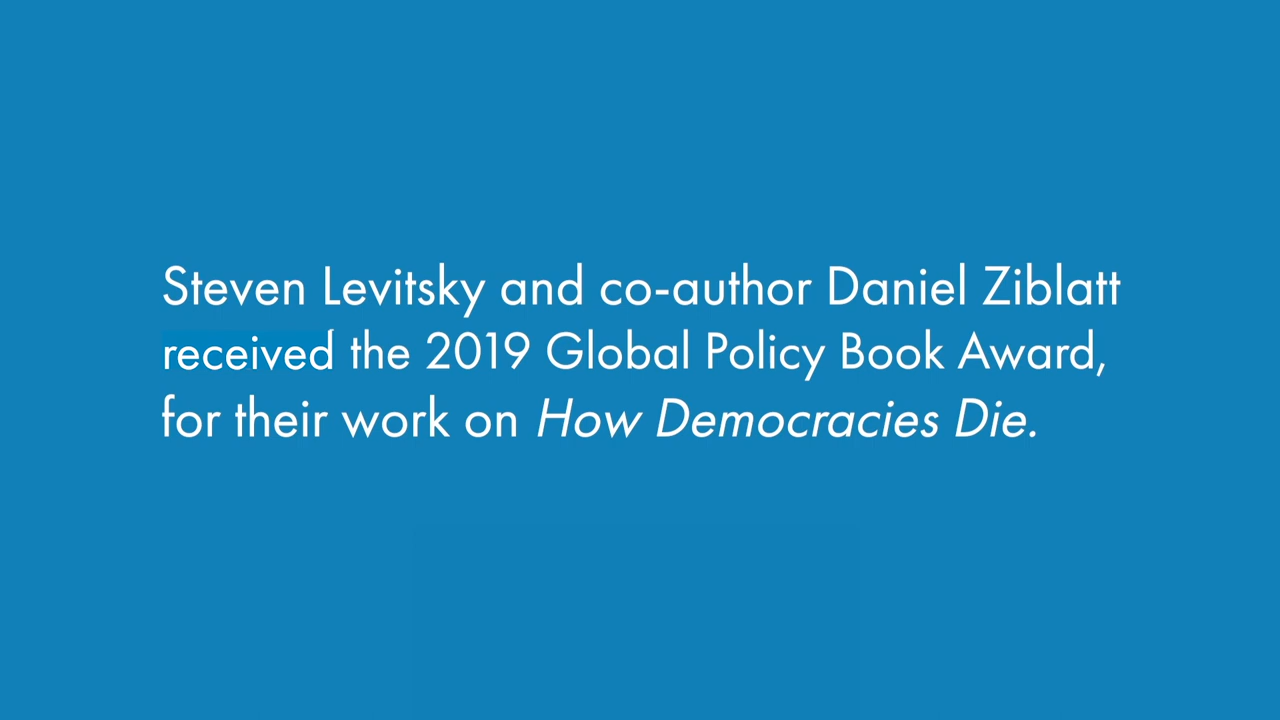 Steven Levitsky and co-author Daniel Ziblatt
received the 2019 Global Policy Book Award,
for their work on How Democracies Die.